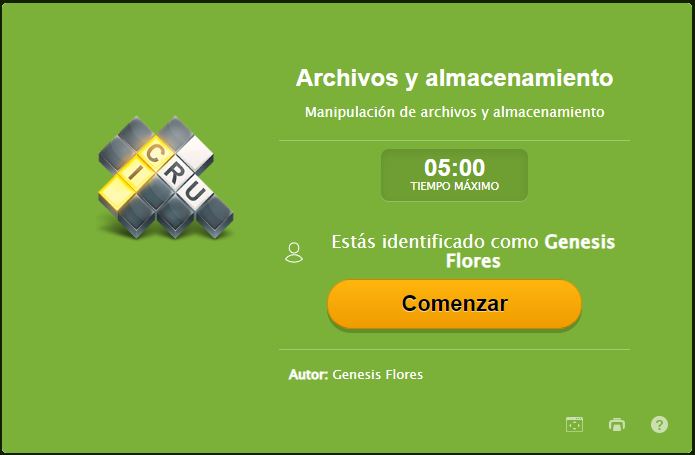 Archivos y almacenamiento
Manipulación de archivos y almacenamiento
C
I R
U
05:00
TIEMPO MÁXIMO
Estás identificado como Genesis
Flores
Comenzar
Autor: Genesis Flores
?